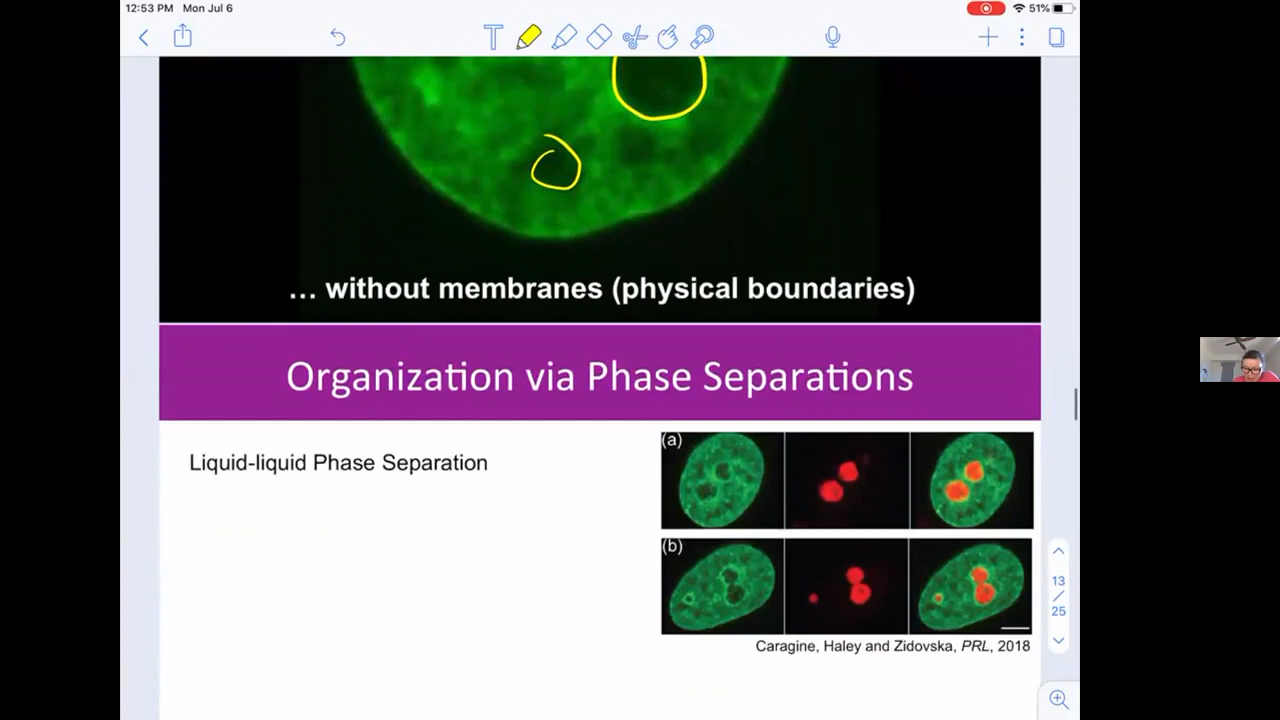 12:53 PM Mon Jul 6
51%
… without membranes (physical boundaries)
Organization via Phase Separations
Liquid-liquid Phase Separation
(a)
(b)
Caragine, Haley and Zidovska, PRL, 2018
13
/
25